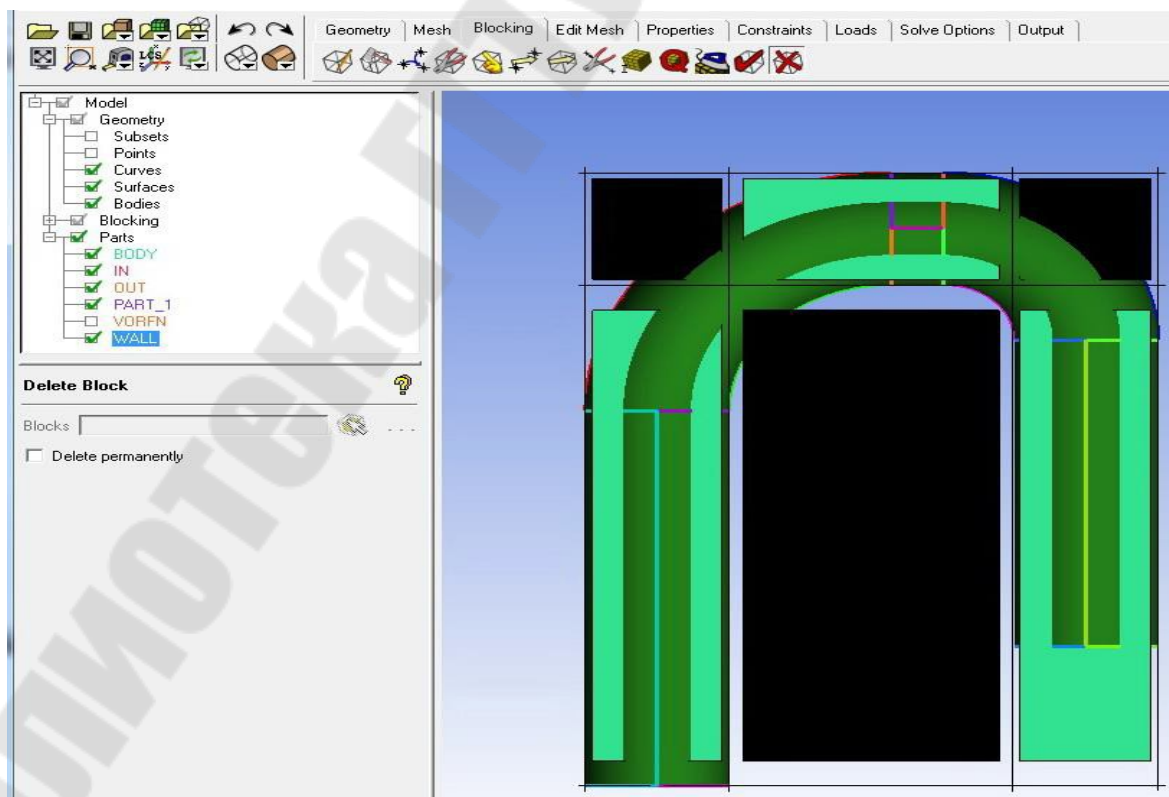 Geometry Mesh Blocking Edit Mesh Properties Constraints Loads Solve Options Output
Model
Geometry
Subsets
Points
Curves
Surfaces
Bodies
Blocking
Parts
BODY
IN
OUT
PART_1
VORFN
WALL
Delete Block
Blocks
Delete permanently